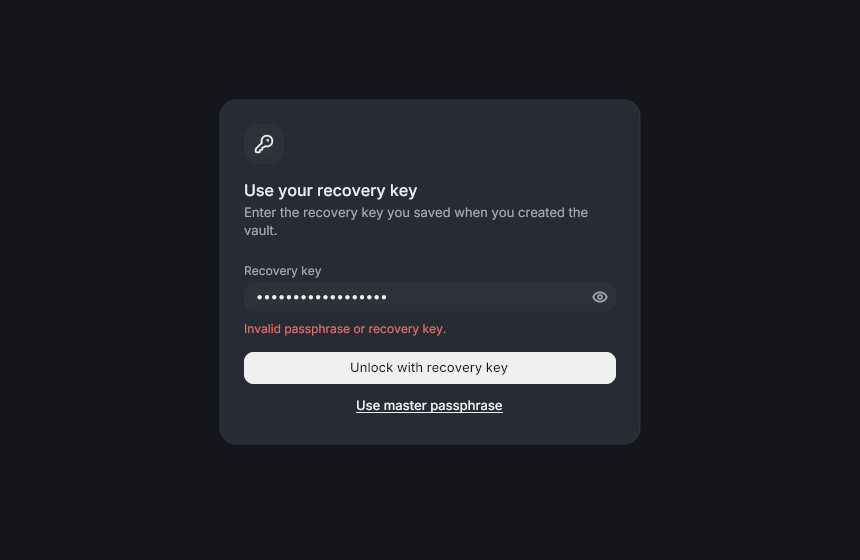 Use your recovery key
Enter the recovery key you saved when you created the
vault.
Recovery key
••••••••••••••••••
Invalid passphrase or recovery key.
Unlock with recovery key
Use master passphrase